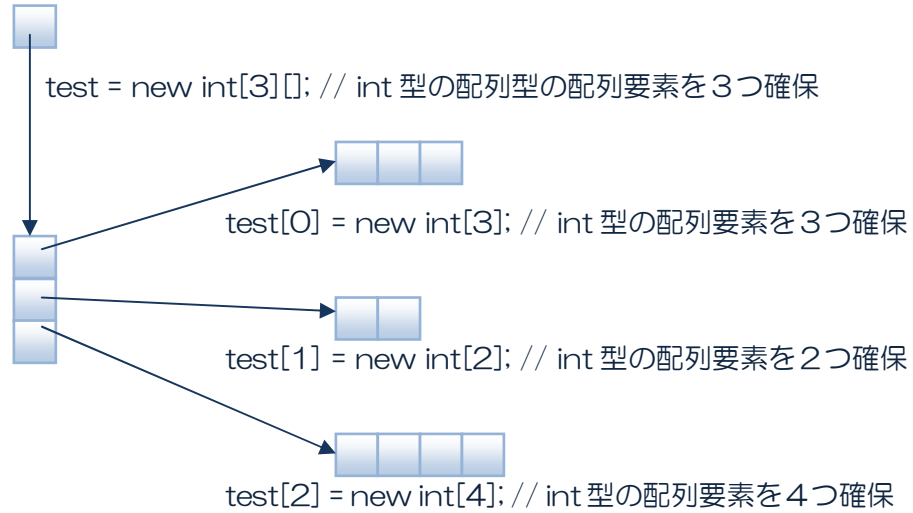 test = new int[3][]; // int 型の配列型の配列要素を３つ確保
test[0] = new int[3]; // int 型の配列要素を３つ確保
test[1] = new int[2]; // int 型の配列要素を２つ確保
test[2] = new int[4]; // int 型の配列要素を４つ確保